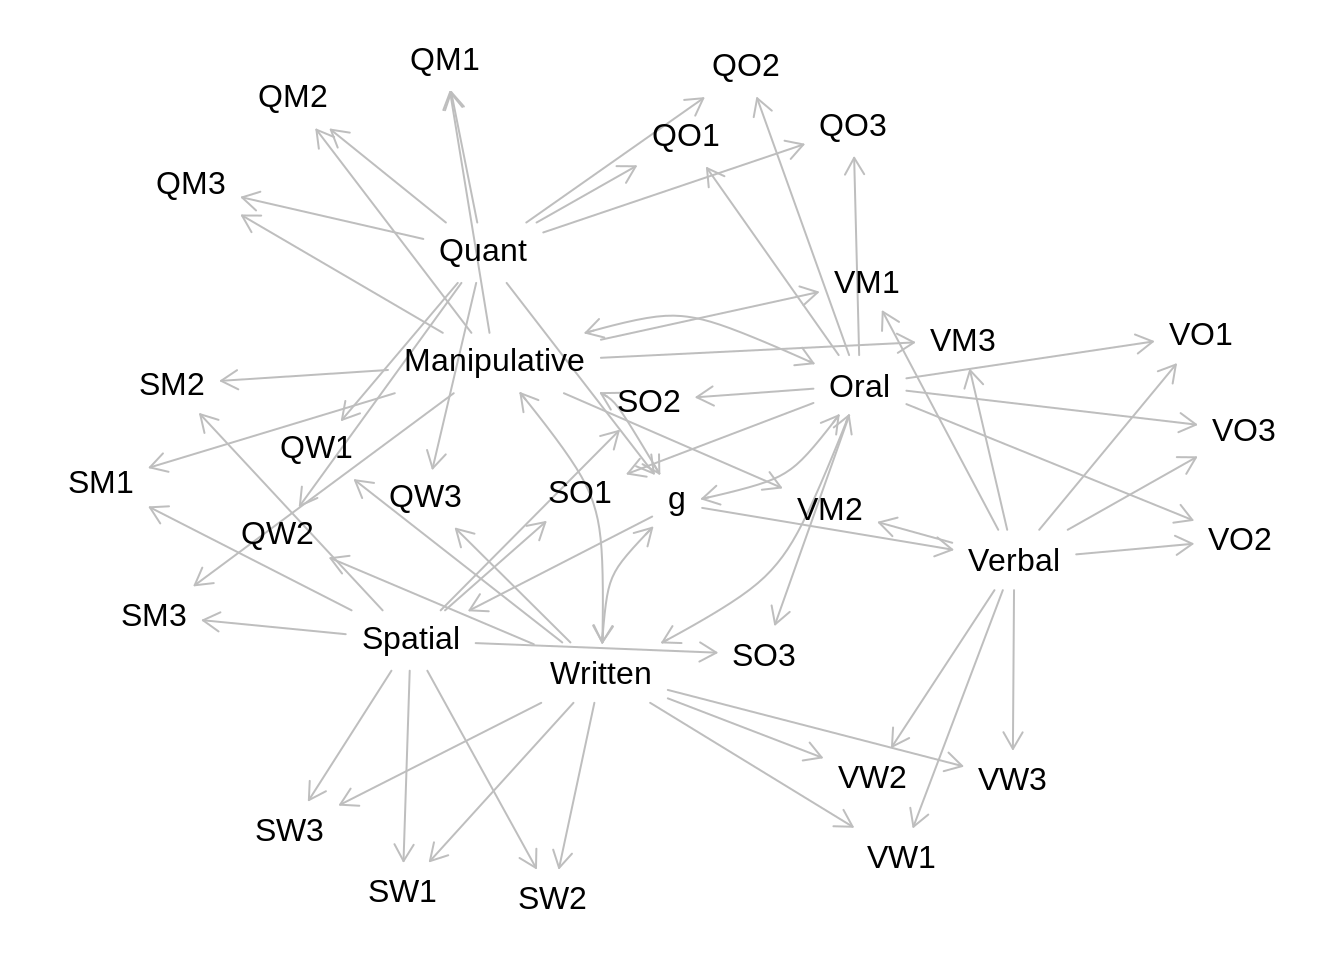 QM1
QO2
QM2
QO3
QO1
QM3
Quant
VM1
VO1
VM3
Manipulative
SM2
Oral
SO2
VO3
QW1
SM1
SO1
QW3
g
VM2
QW2
VO2
Verbal
SM3
Spatial
SO3
Written
VW2
VW3
SW3
VW1
SW1
SW2